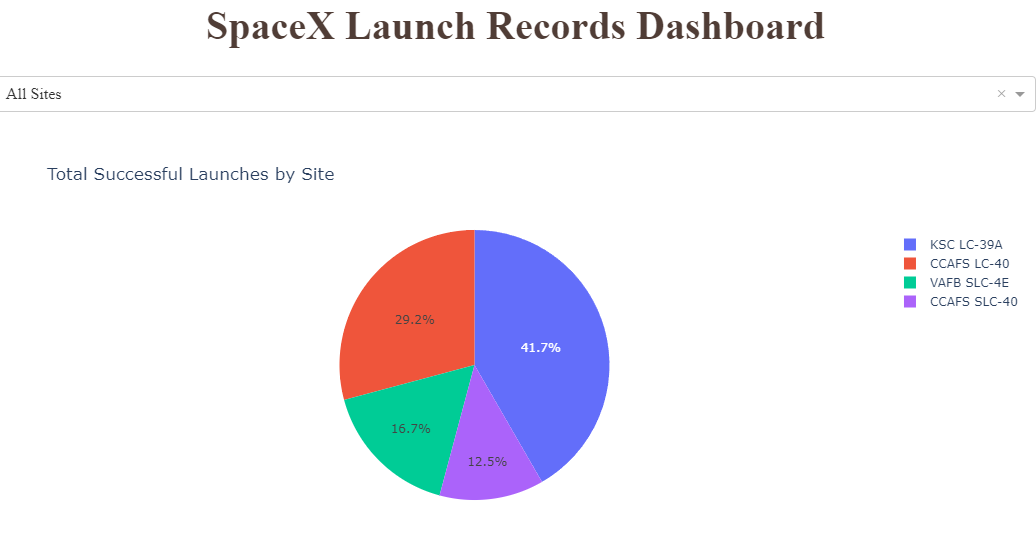 SpaceX Launch Records Dashboard
All Sites
Total Successful Launches by Site
KSC LC-39A
CCAFS LC-40
VAFB SLC-4E
CCAFS SLC-40
29.2%
41.7%
16.7%
12.5%